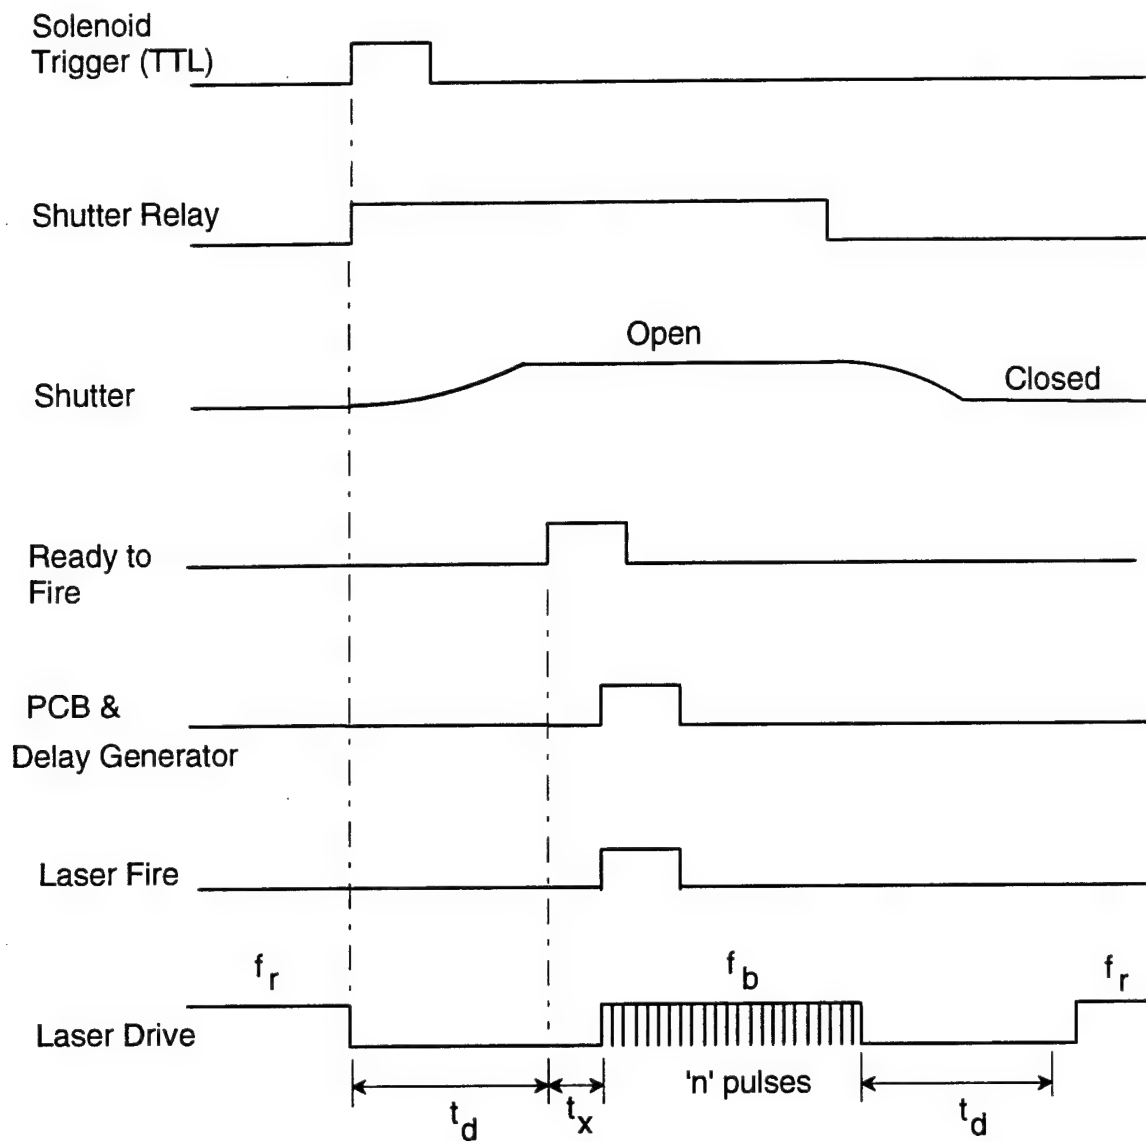 Solenoid
Trigger (TTL)
Shutter Relay
Open
Shutter
Closed
Ready to
Fire
PCB &
Delay Generator
Laser Fire
f_r
f_b
f_r
Laser Drive
'n' pulses
t_d
t_x
t_d